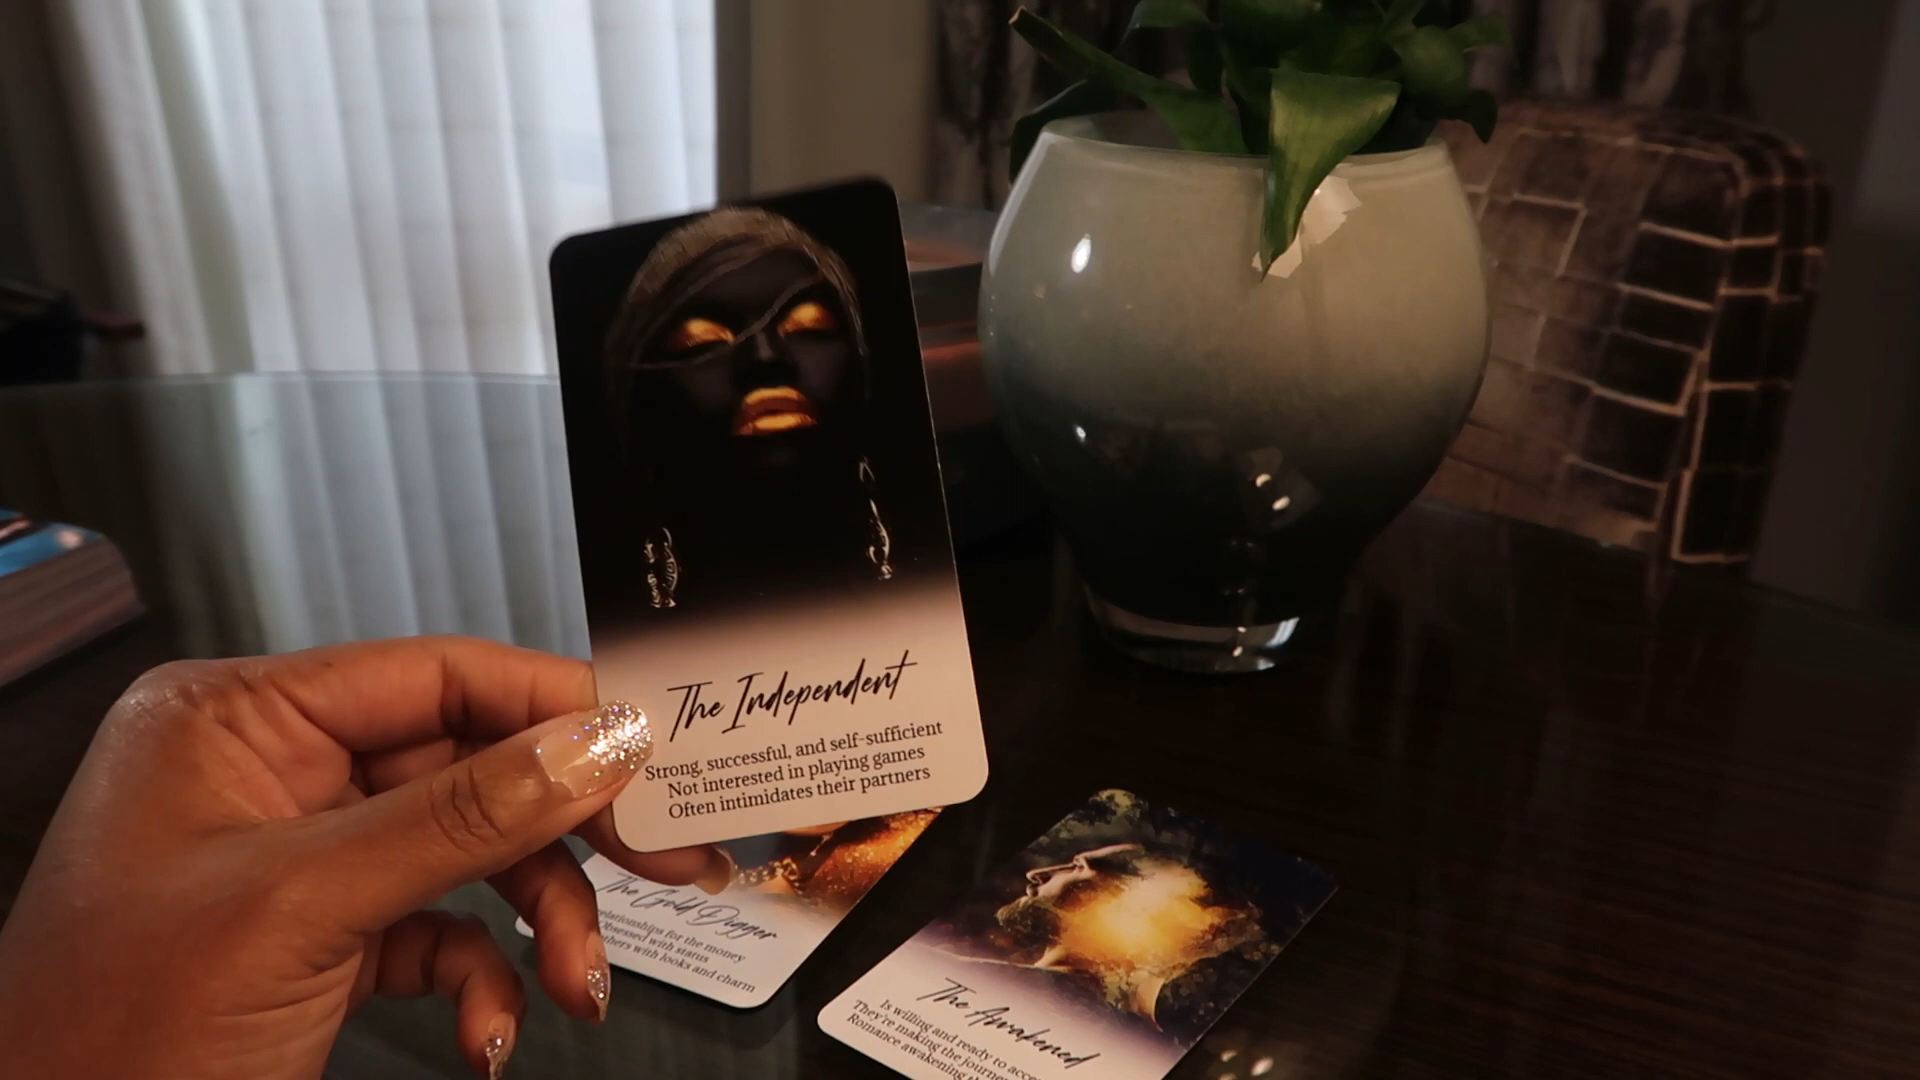 The Independent
Strong, successful, and self-sufficient
Not interested in playing games
Often intimidates their partners
The Gold Digger
relationships for the money
Obsessed with status
with looks and charm
The Awakened
Is willing and ready to
They're making the
Romance awakening